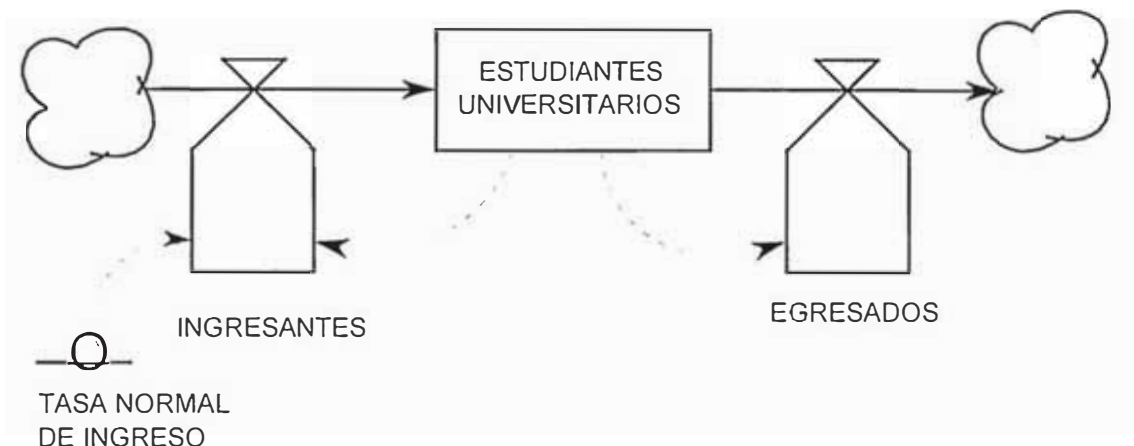 ESTUDIANTES
UNIVERSITARIOS
INGRESANTES
EGRESADOS
TASA NORMAL
DE INGRESO